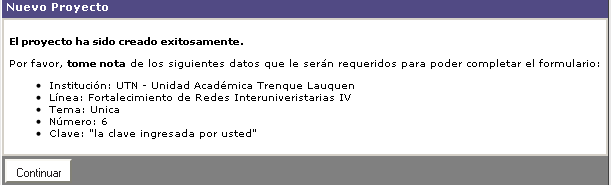 Nuevo Proyecto
El proyecto ha sido creado exitosamente.
Por favor, tome nota de los siguientes datos que le serán requeridos para poder completar el formulario:
• Institución: UTN - Unidad Académica Trenque Lauquen
• Línea: Fortalecimiento de Redes Interuniveristarias IV
• Tema: Unica
• Número: 6
• Clave: "la clave ingresada por usted"
Continuar